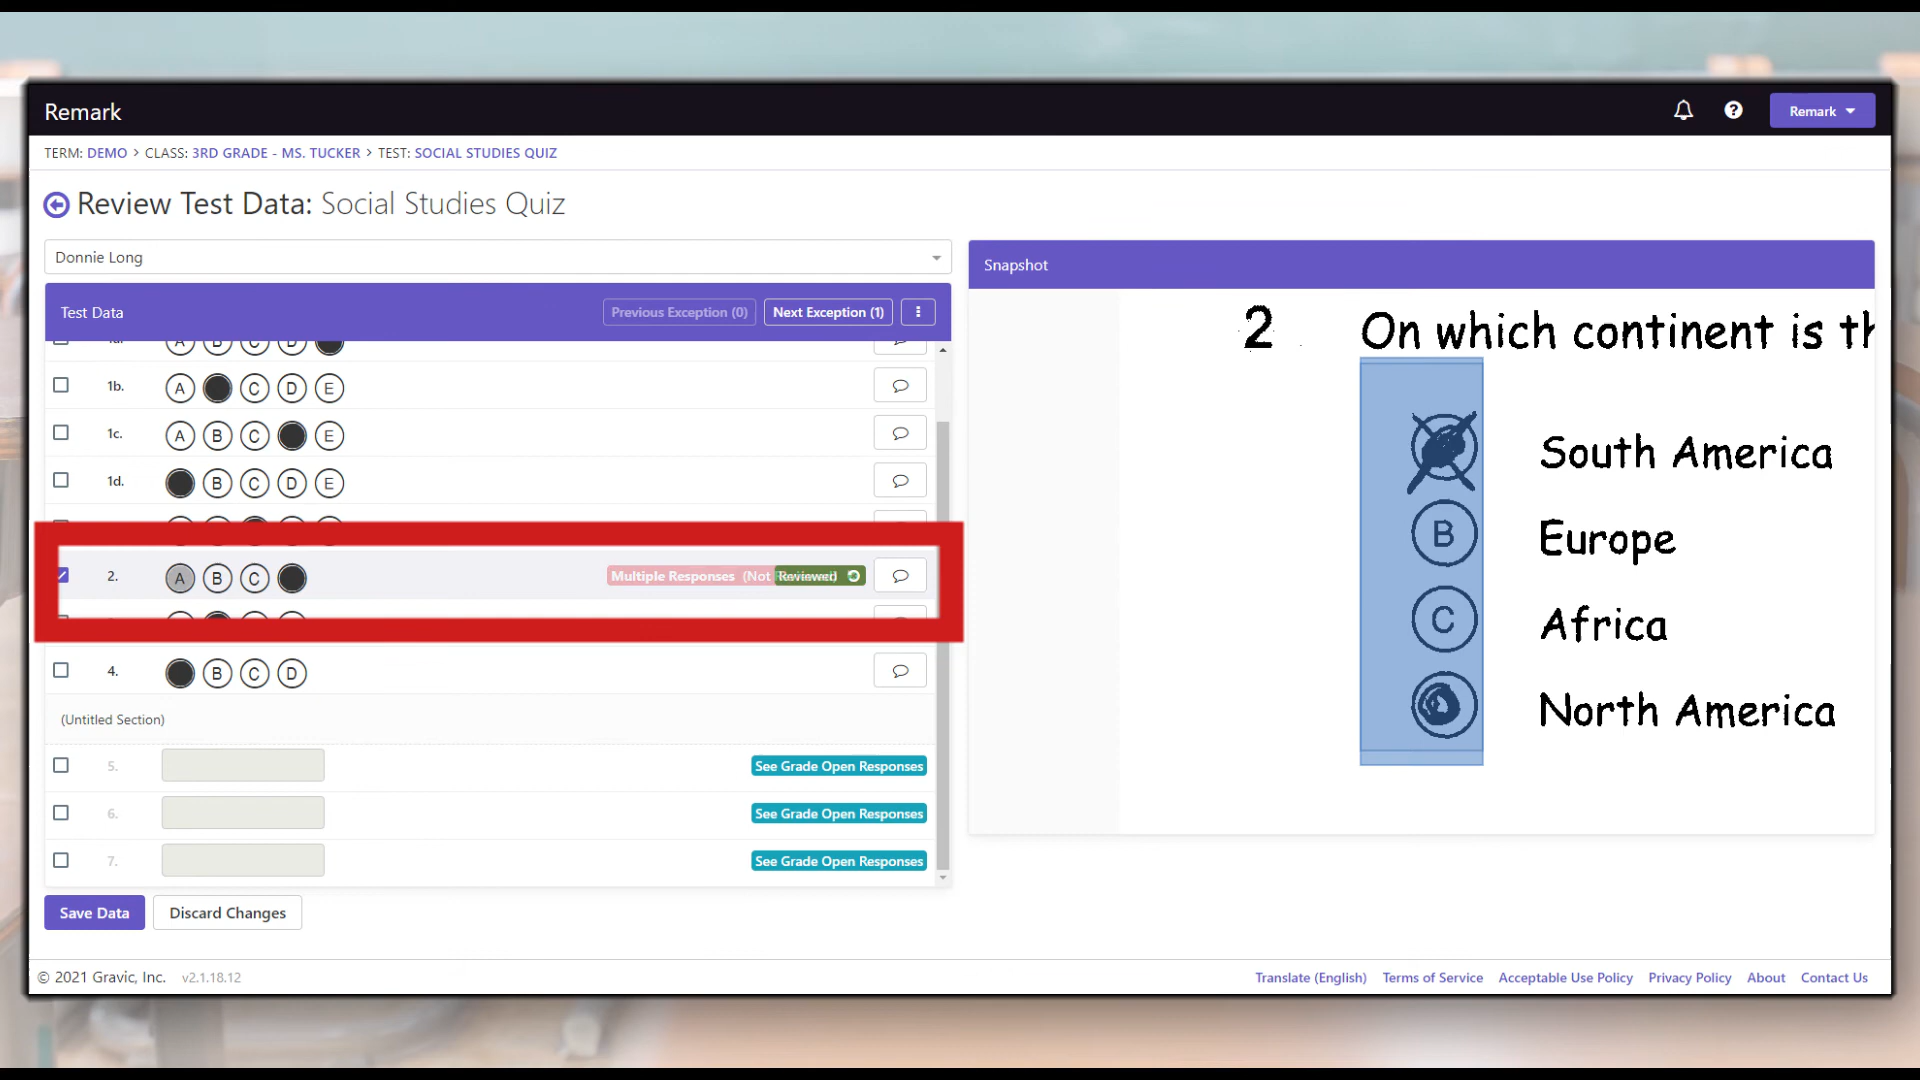 Remark
Remark
TERM: DEMO > CLASS: 3RD GRADE - MS. TUCKER > TEST: SOCIAL STUDIES QUIZ
Review Test Data: Social Studies Quiz
Donnie Long
Test Data
Previous Exception (0)
Next Exception (1)
1b. A C D E
1c. A B C E
1d. B C D E
2. A B C
Multiple Responses (Not Reviewed)
4. B C D
(Untitled Section)
5. See Grade Open Responses
6. See Grade Open Responses
7. See Grade Open Responses
Save Data
Discard Changes
Snapshot
2 On which continent is th
South America
B Europe
C Africa
North America
© 2021 Gravic, Inc. v2.1.18.12
Translate (English) Terms of Service Acceptable Use Policy Privacy Policy About Contact Us